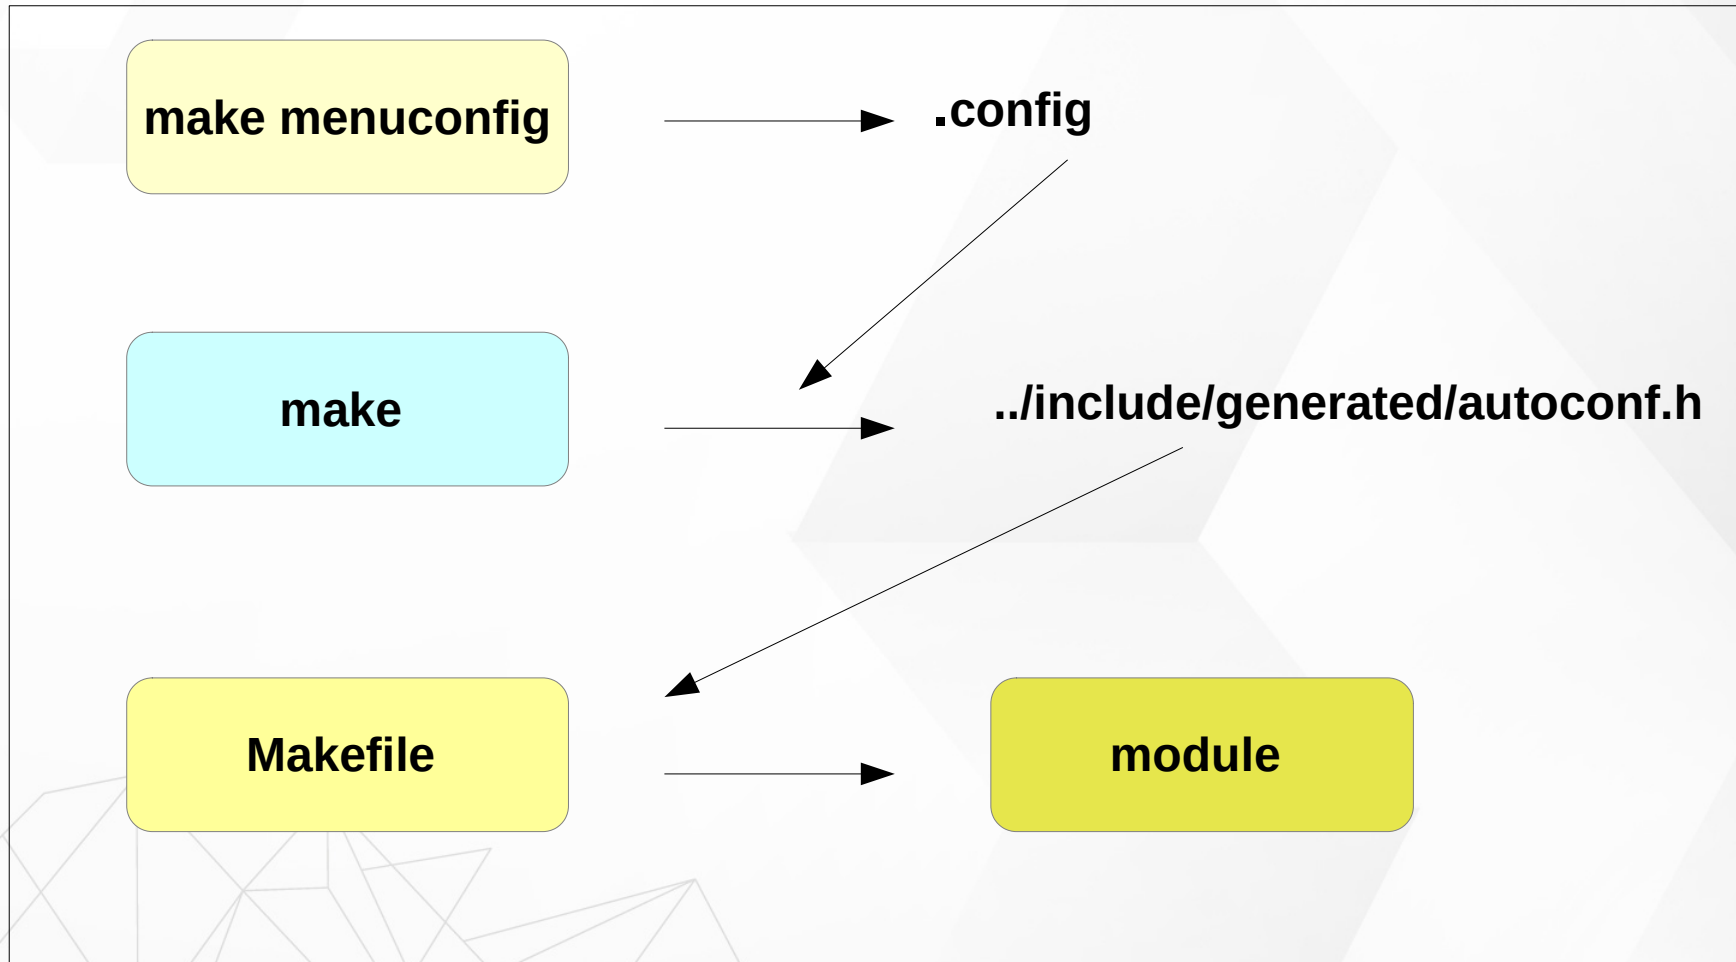 make menuconfig
.config
make
../include/generated/autoconf.h
Makefile
module